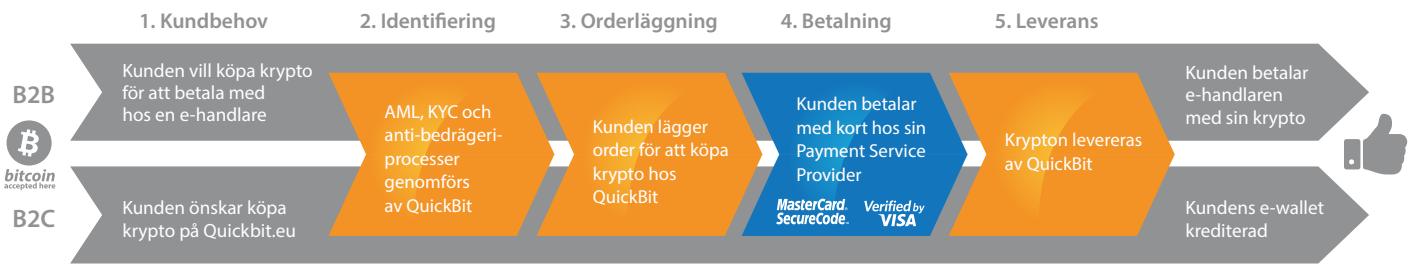 1. Kundbehov
2. Identifiering
3. Orderläggning
4. Betalning
5. Leverans
B2B
Kunden vill köpa krypto
för att betala med
hos en e-handlare
bitcoin
accepted here
B2C
Kunden önskar köpa
krypto på Quickbit.eu
AML, KYC och
anti-bedrägeri-
processer
genomförs
av QuickBit
Kunden lägger
order för att köpa
krypto hos
QuickBit
Kunden betalar
med kort hos sin
Payment Service
Provider
MasterCard.
SecureCode.
Verified by
VISA
Krypton levereras
av QuickBit
Kunden betalar
e-handlaren
med sin krypto
Kundens e-wallet
krediterad